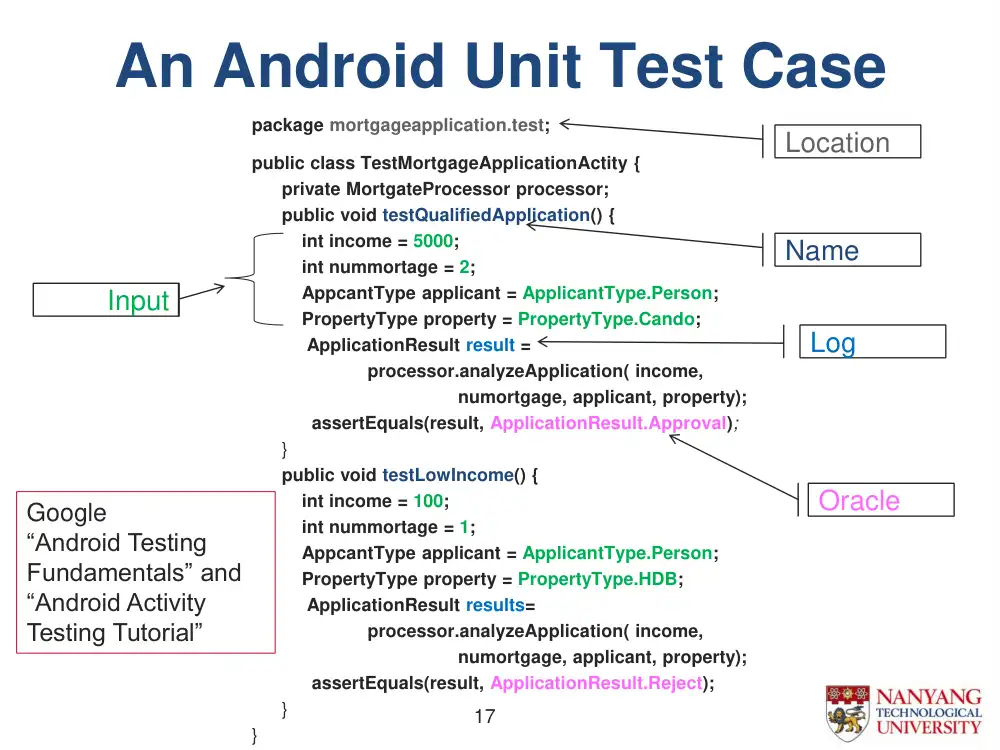 An Android Unit Test Case
package mortgageapplication.test;
Location
public class TestMortgageApplicationActity {
private MortgateProcessor processor;
public void testQualifiedApplication() {
Name
int income = 5000;
int nummortage = 2;
AppcantType applicant = ApplicantType.Person;
Input
PropertyType property = PropertyType.Cando;
ApplicationResult result =
Log
processor.analyzeApplication( income,
numortgage, applicant, property);
assertEquals(result, ApplicationResult.Approval);
}
public void testLowIncome() {
int income = 100;
Oracle
int nummortage = 1;
AppcantType applicant = ApplicantType.Person;
PropertyType property = PropertyType.HDB;
ApplicationResult results=
processor.analyzeApplication( income,
numortgage, applicant, property);
assertEquals(result, ApplicationResult.Reject);
}
}
Google
“Android Testing
Fundamentals” and
“Android Activity
Testing Tutorial”
17
NANYANG
TECHNOLOGICAL
UNIVERSITY